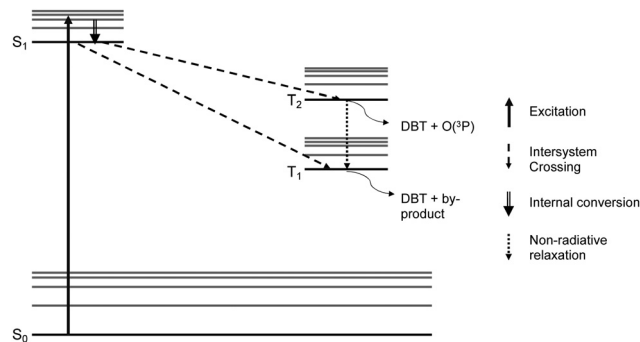 S₁
T₂
DBT + O(³P)
T₁
DBT + by-
product
S₀
Excitation
Intersystem
Crossing
Internal conversion
Non-radiative
relaxation